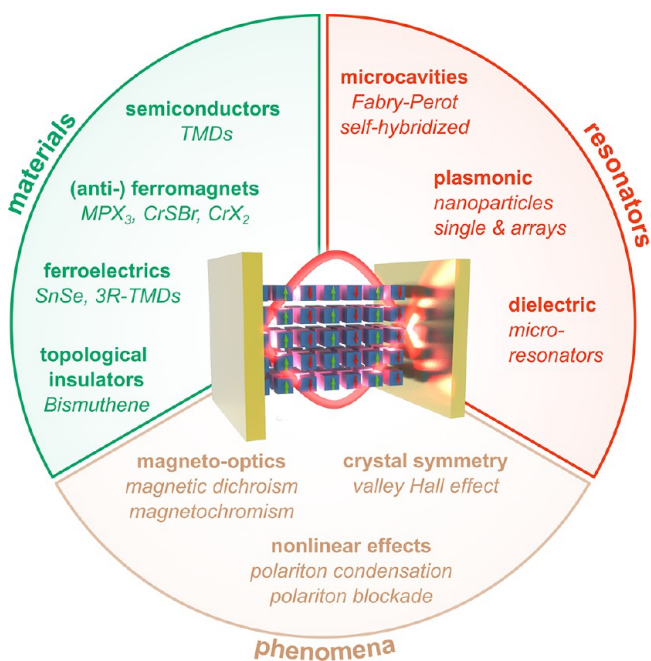 materials
semiconductors
TMDs
(anti-) ferromagnets
MPX₃, CrSBr, CrX₂
ferroelectrics
SnSe, 3R-TMDs
topological
insulators
Bismuthene
resonators
microcavities
Fabry-Perot
self-hybridized
plasmonic
nanoparticles
single & arrays
dielectric
micro-
resonators
magneto-optics
magnetic dichroism
magnetochromism
crystal symmetry
valley Hall effect
nonlinear effects
polariton condensation
polariton blockade
phenomena